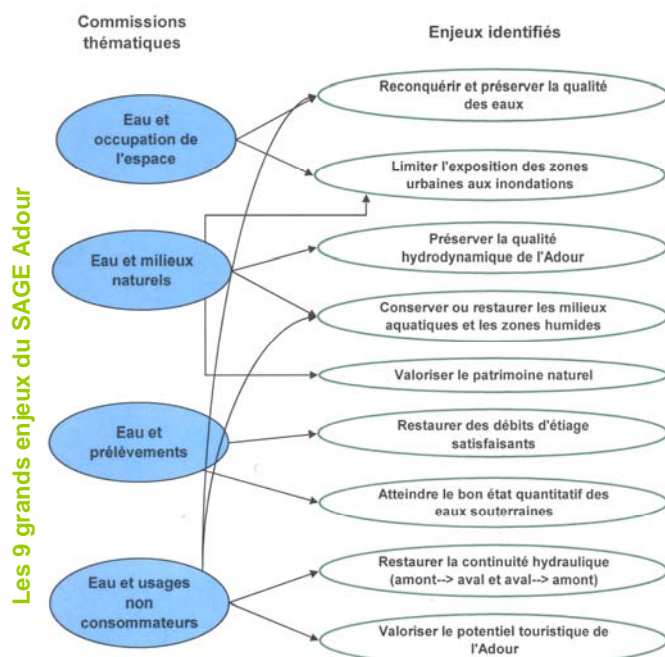 Commissions
thématiques
Enjeux identifiés
Les 9 grands enjeux du SAGE Adour
Eau et
occupation de
l'espace
Eau et milieux
naturels
Eau et
prélèvements
Eau et usages
non
consommateurs
Reconquérir et préserver la qualité
des eaux
Limiter l'exposition des zones
urbaines aux inondations
Préserver la qualité
hydrodynamique de l'Adour
Conserver ou restaurer les milieux
aquatiques et les zones humides
Valoriser le patrimoine naturel
Restaurer des débits d'étiage
satisfaisants
Atteindre le bon état quantitatif des
eaux souterraines
Restaurer la continuité hydraulique
(amont--> aval et aval--> amont)
Valoriser le potentiel touristique de
l'Adour